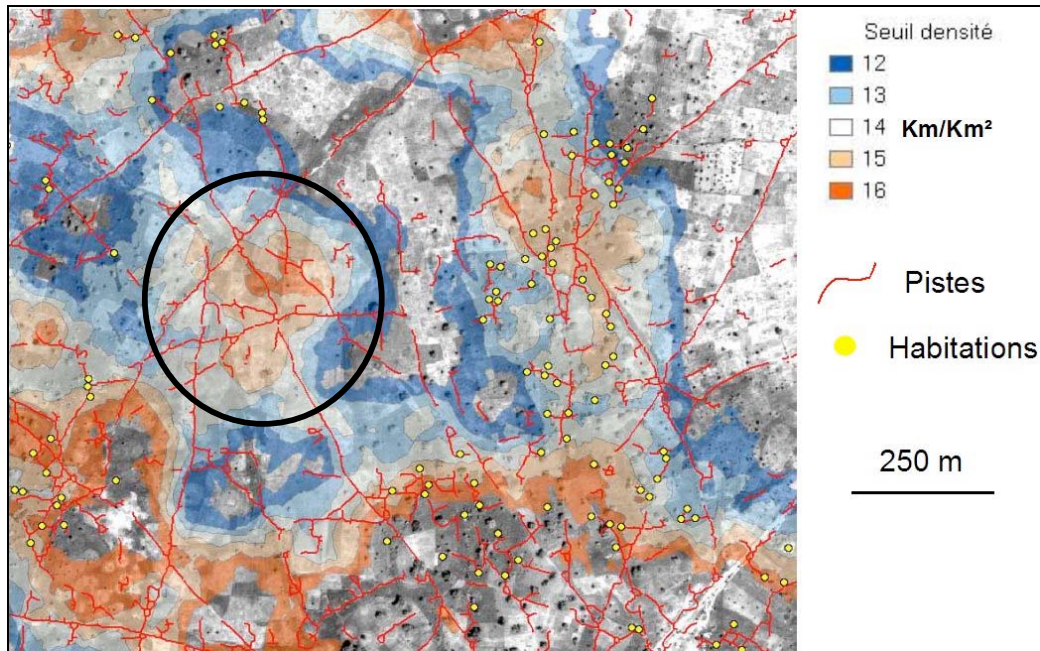 Seuil densité
12
13
14 Km/Km²
15
16
Pistes
Habitations
250 m